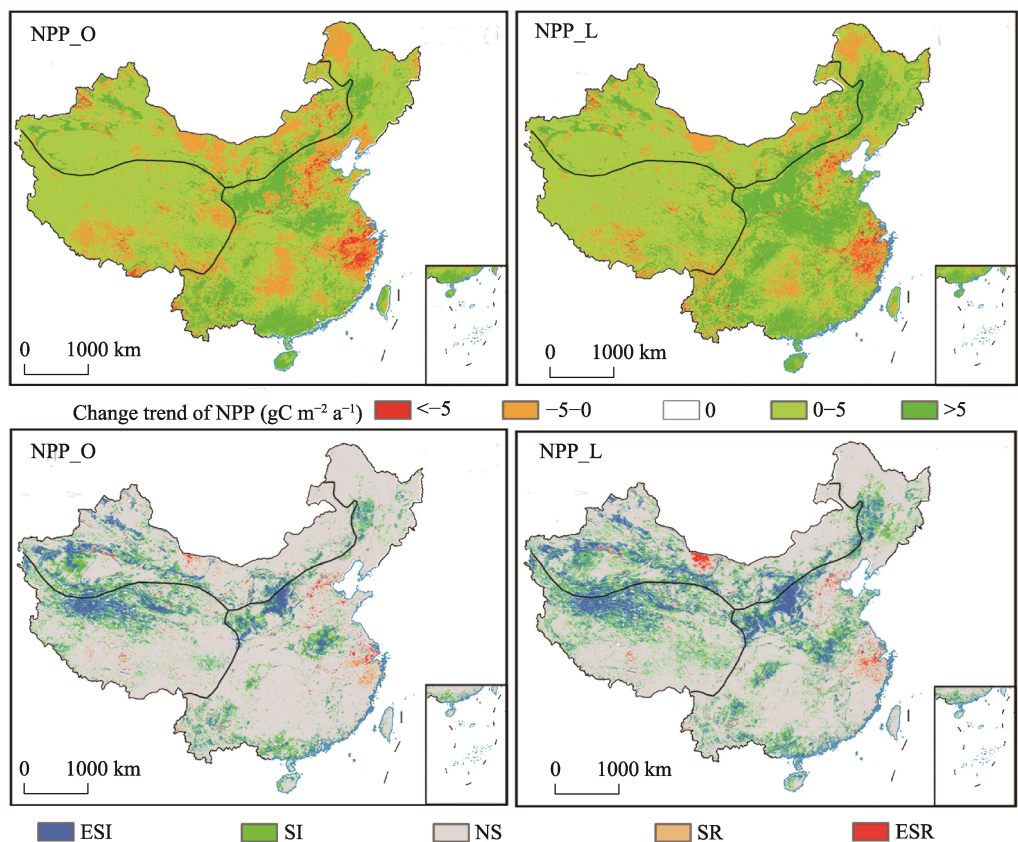 NPP_O
NPP_L
0 1000 km
0 1000 km
Change trend of NPP (gC m⁻² a⁻¹) <−5 −5−0 0 0−5 >5
NPP_O
NPP_L
0 1000 km
0 1000 km
ESI SI NS SR ESR